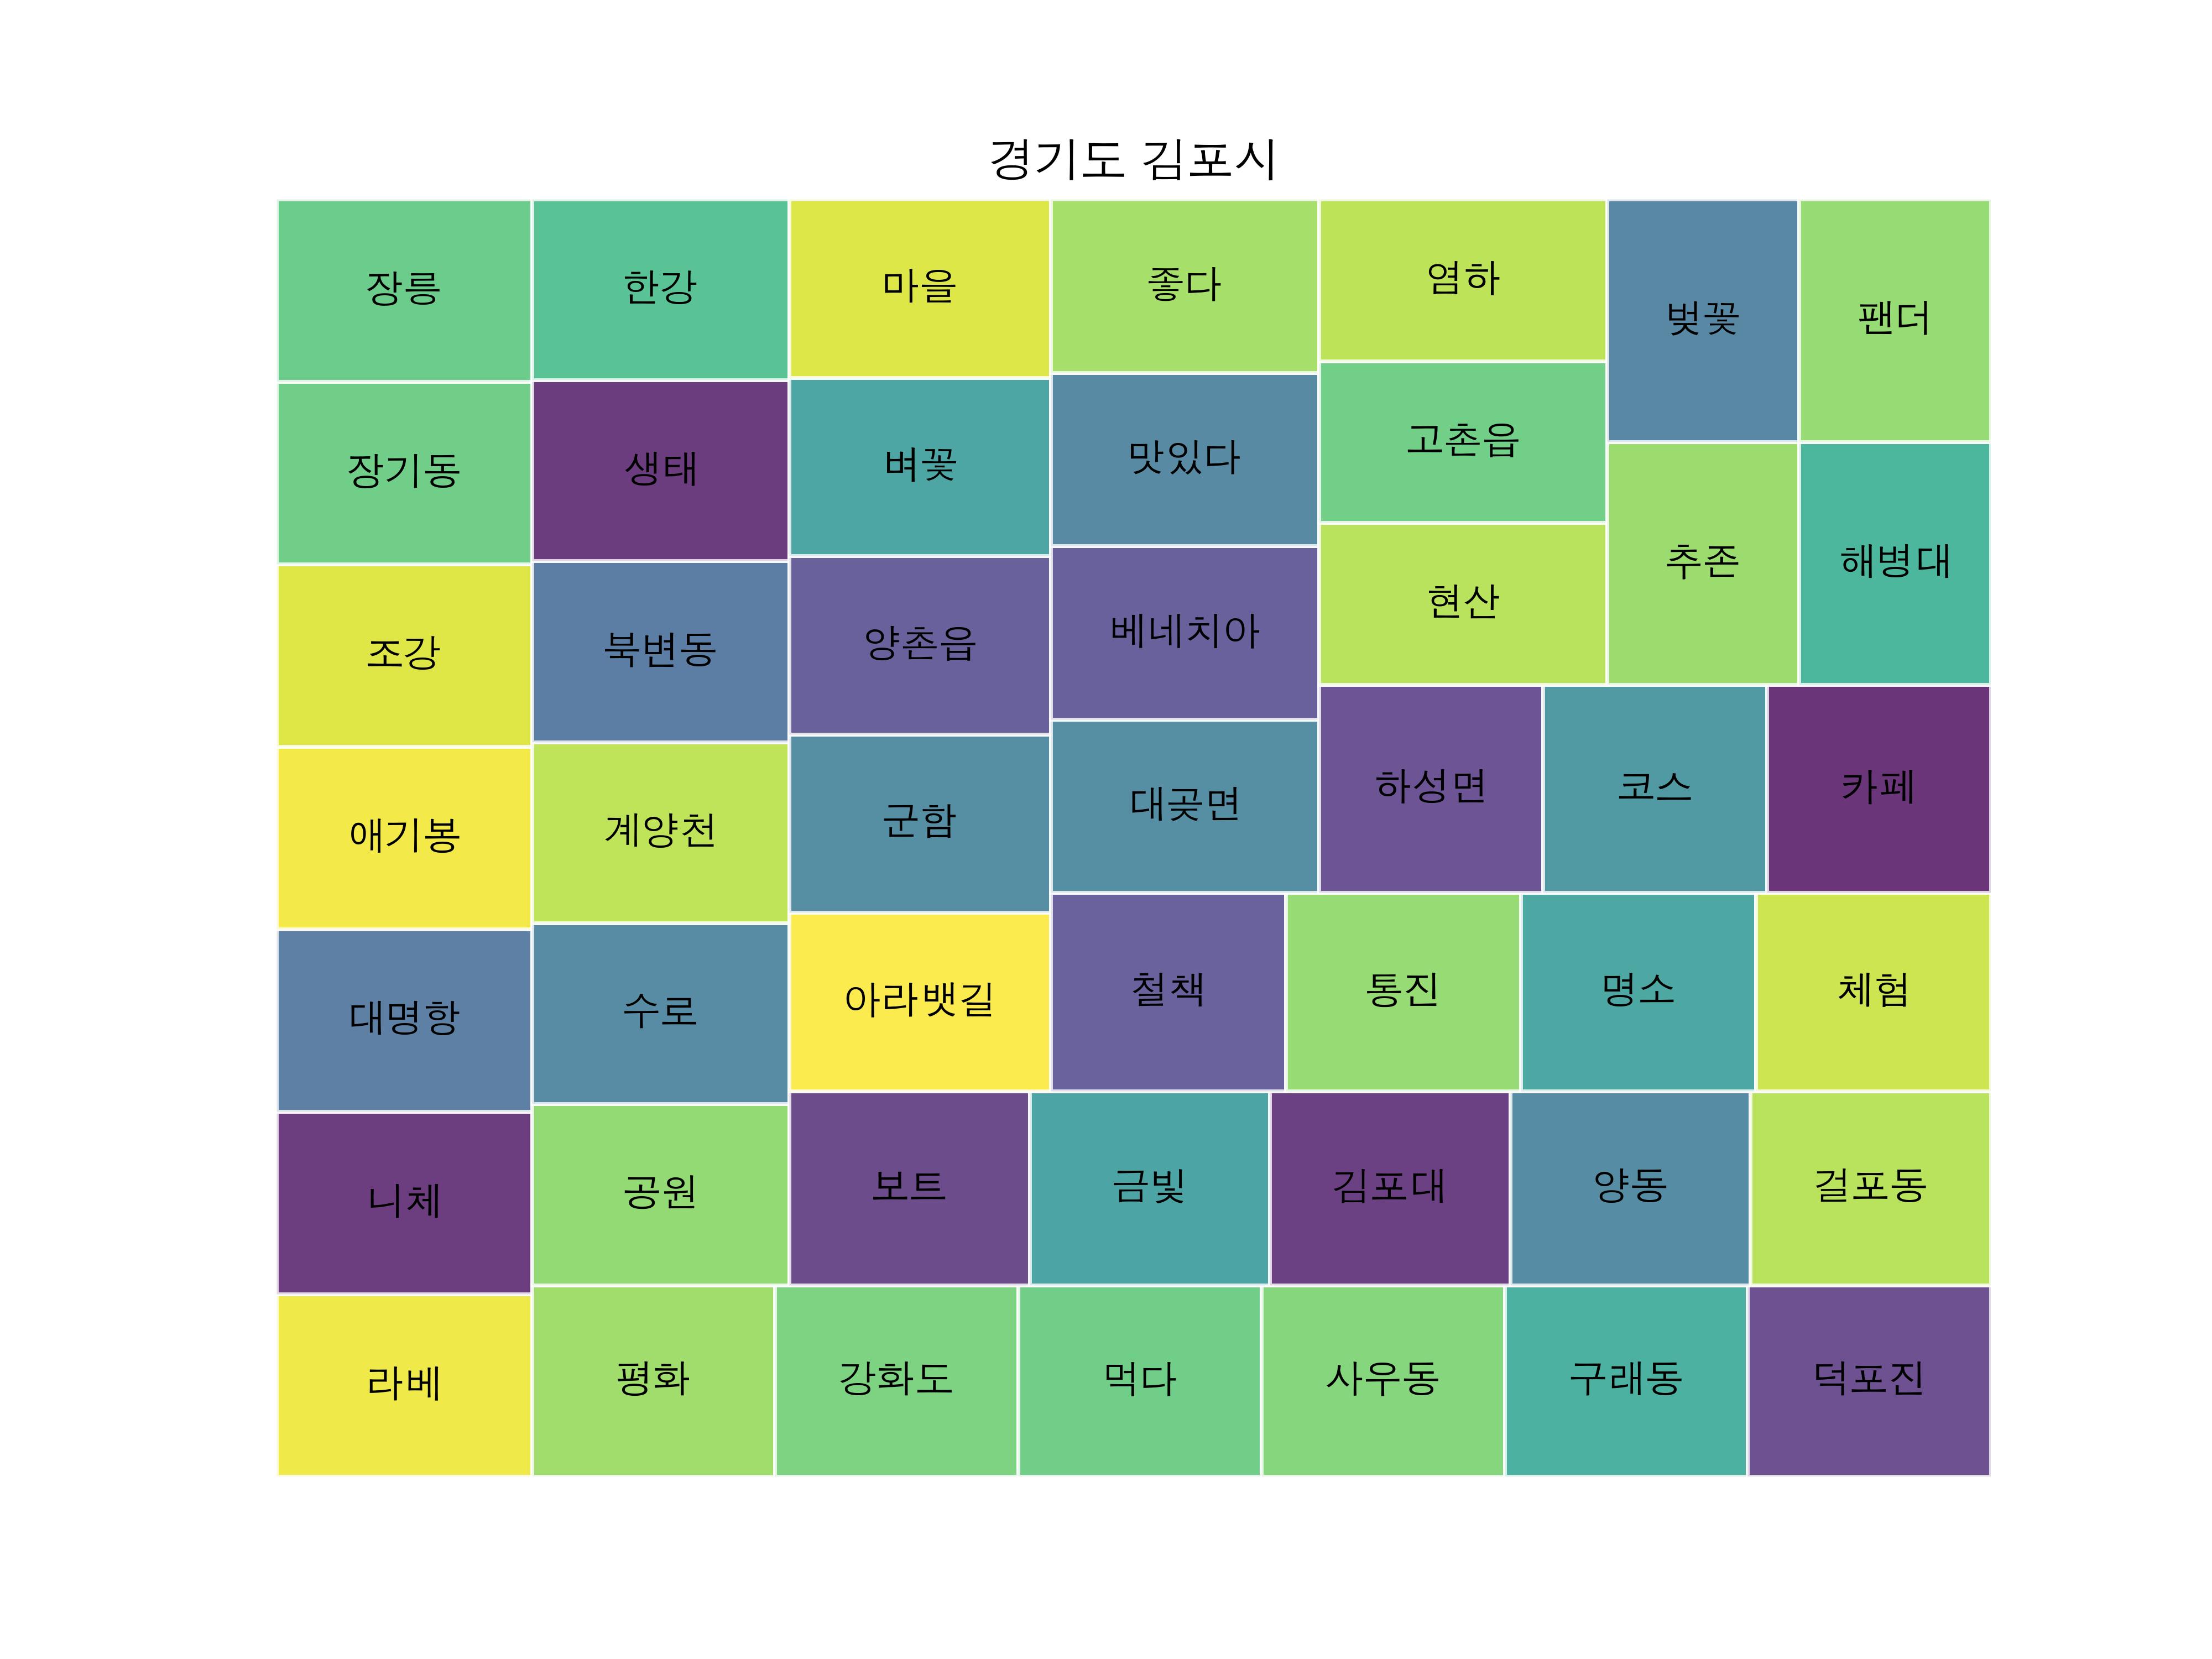 경기도 김포시
장릉
한강
마을
좋다
염하
벚꽃
팬더
장기동
생태
벼꽃
맛있다
고촌읍
추존
해병대
조강
북변동
양촌읍
베네치아
현산
애기봉
계양천
군함
대곶면
하성면
코스
카페
대명항
수로
아라뱃길
철책
통진
명소
체험
니체
공원
보트
금빛
김포대
양동
걸포동
라베
평화
강화도
먹다
사우동
구래동
덕포진